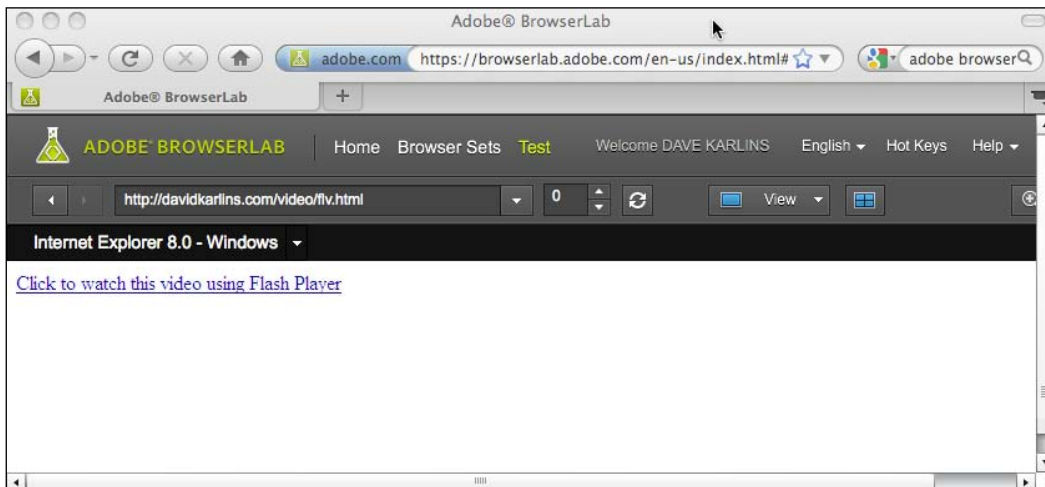 Adobe® BrowserLab
adobe.com https://browserlab.adobe.com/en-us/index.html# adobe browser
Adobe® BrowserLab +
ADOBE® BROWSERLAB Home Browser Sets Test Welcome DAVE KARLINS English Hot Keys Help
http://davidkarlins.com/video/flv.html 0 View
Internet Explorer 8.0 - Windows
Click to watch this video using Flash Player